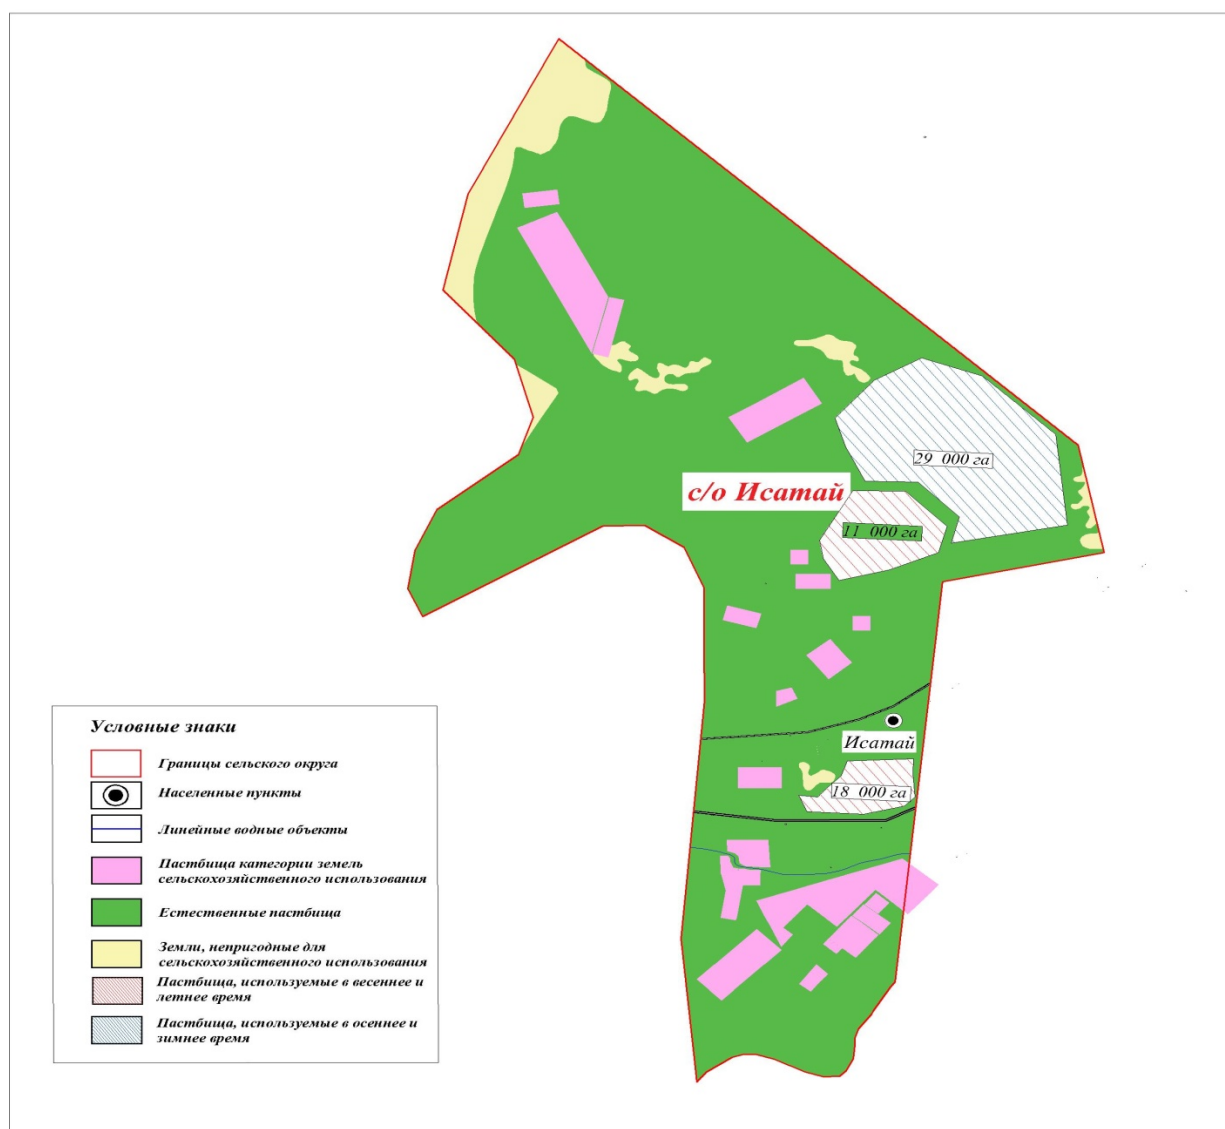 29 000 га
с/о Исатай
11 000 га
Исатай
18 000 га
Условные знаки
Границы сельского округа
Населенные пункты
Линейные водные объекты
Пастбища категории земель
сельскохозяйственного использования
Естественные пастбища
Земли, непригодные для
сельскохозяйственного использования
Пастбища, используемые в весеннее и
летнее время
Пастбища, используемые в осеннее и
зимнее время